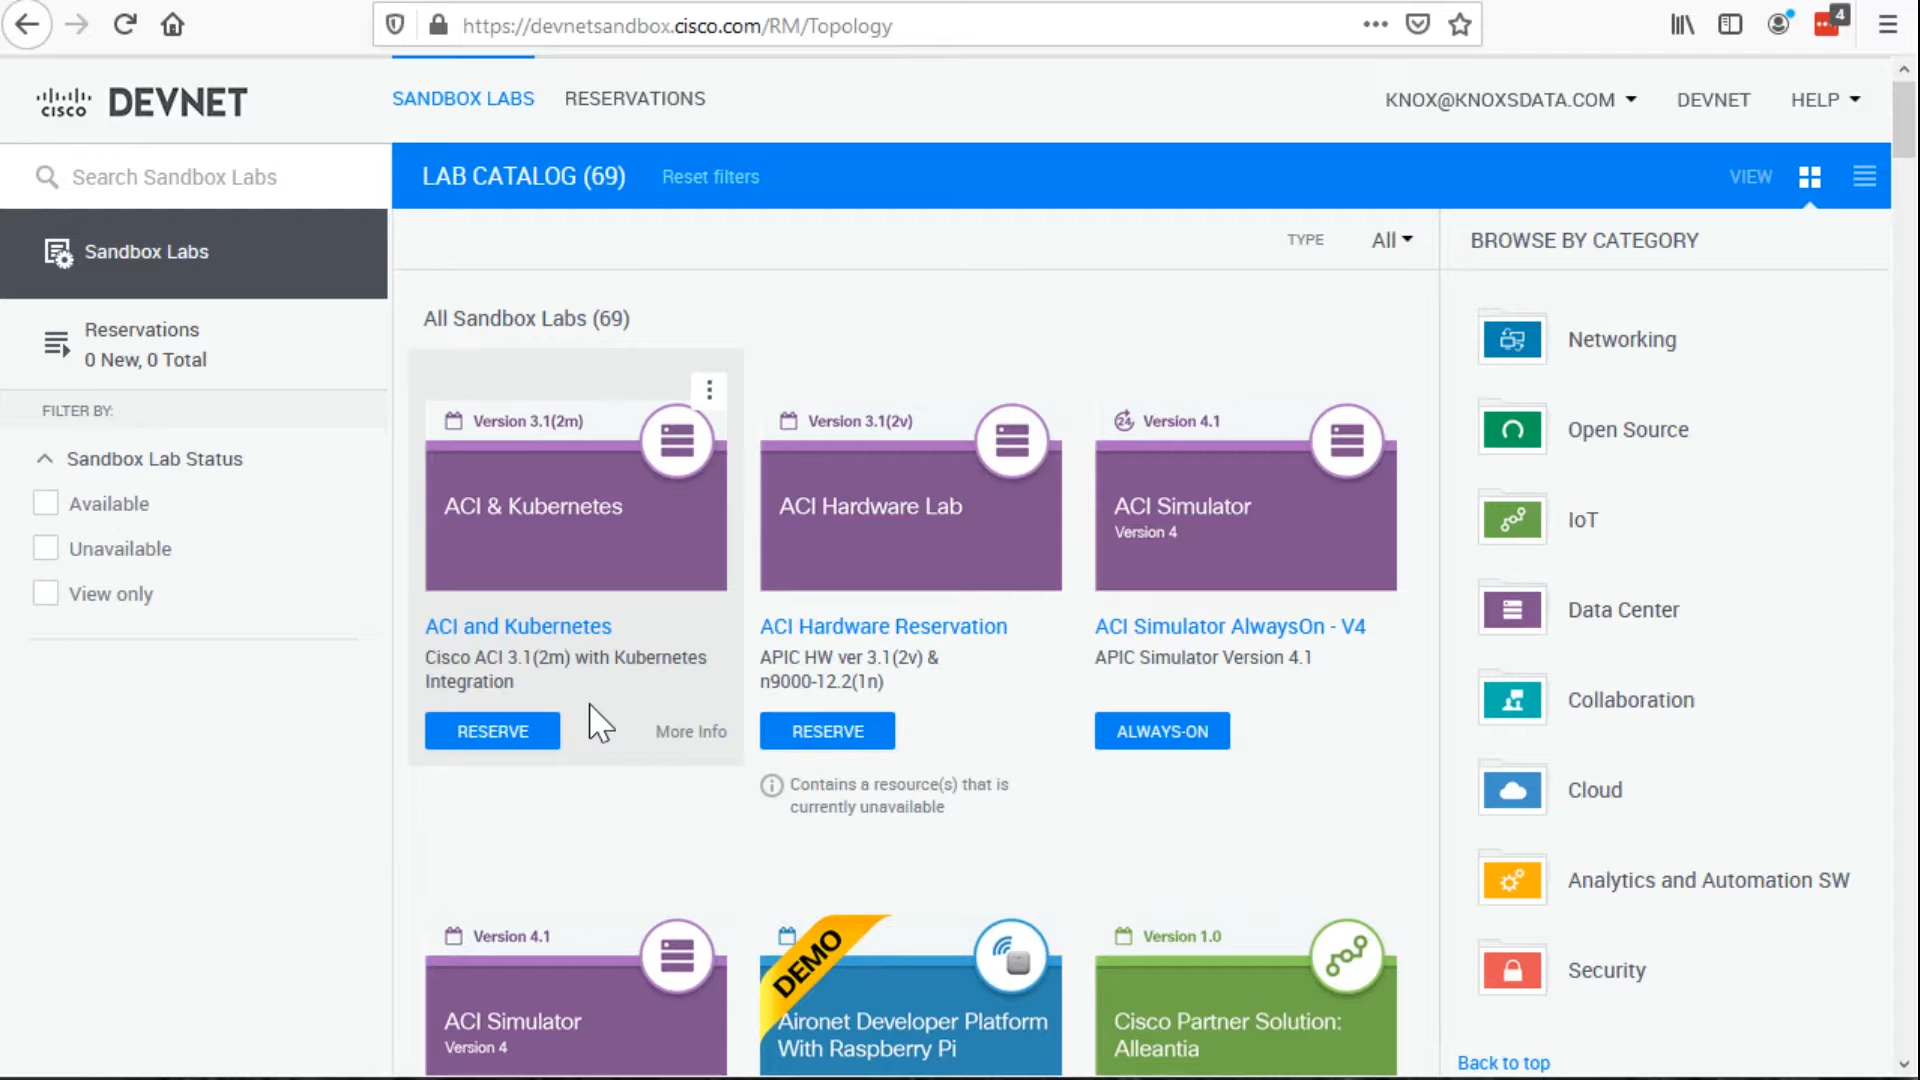 https://devnetsandbox.cisco.com/RM/Topology
4
CISCO DEVNET
SANDBOX LABS
RESERVATIONS
KNOX@KNOXSDATA.COM
DEVNET
HELP
Search Sandbox Labs
LAB CATALOG (69)
Reset filters
VIEW
Sandbox Labs
Reservations
0 New, 0 Total
FILTER BY:
Sandbox Lab Status
Available
Unavailable
View only
TYPE
All
All Sandbox Labs (69)
Version 3.1(2m)
ACI & Kubernetes
ACI and Kubernetes
Cisco ACI 3.1(2m) with Kubernetes
Integration
RESERVE
More Info
Version 3.1(2v)
ACI Hardware Lab
ACI Hardware Reservation
APIC HW ver 3.1(2v) &
n9000-12.2(1n)
RESERVE
Contains a resource(s) that is
currently unavailable
24
Version 4.1
ACI Simulator
Version 4
ACI Simulator AlwaysOn - V4
APIC Simulator Version 4.1
ALWAYS-ON
Version 4.1
ACI Simulator
Version 4
DEMO
Aironet Developer Platform
With Raspberry Pi
Version 1.0
Cisco Partner Solution:
Alleantia
BROWSE BY CATEGORY
Networking
Open Source
IoT
Data Center
Collaboration
Cloud
Analytics and Automation SW
Security
Back to top